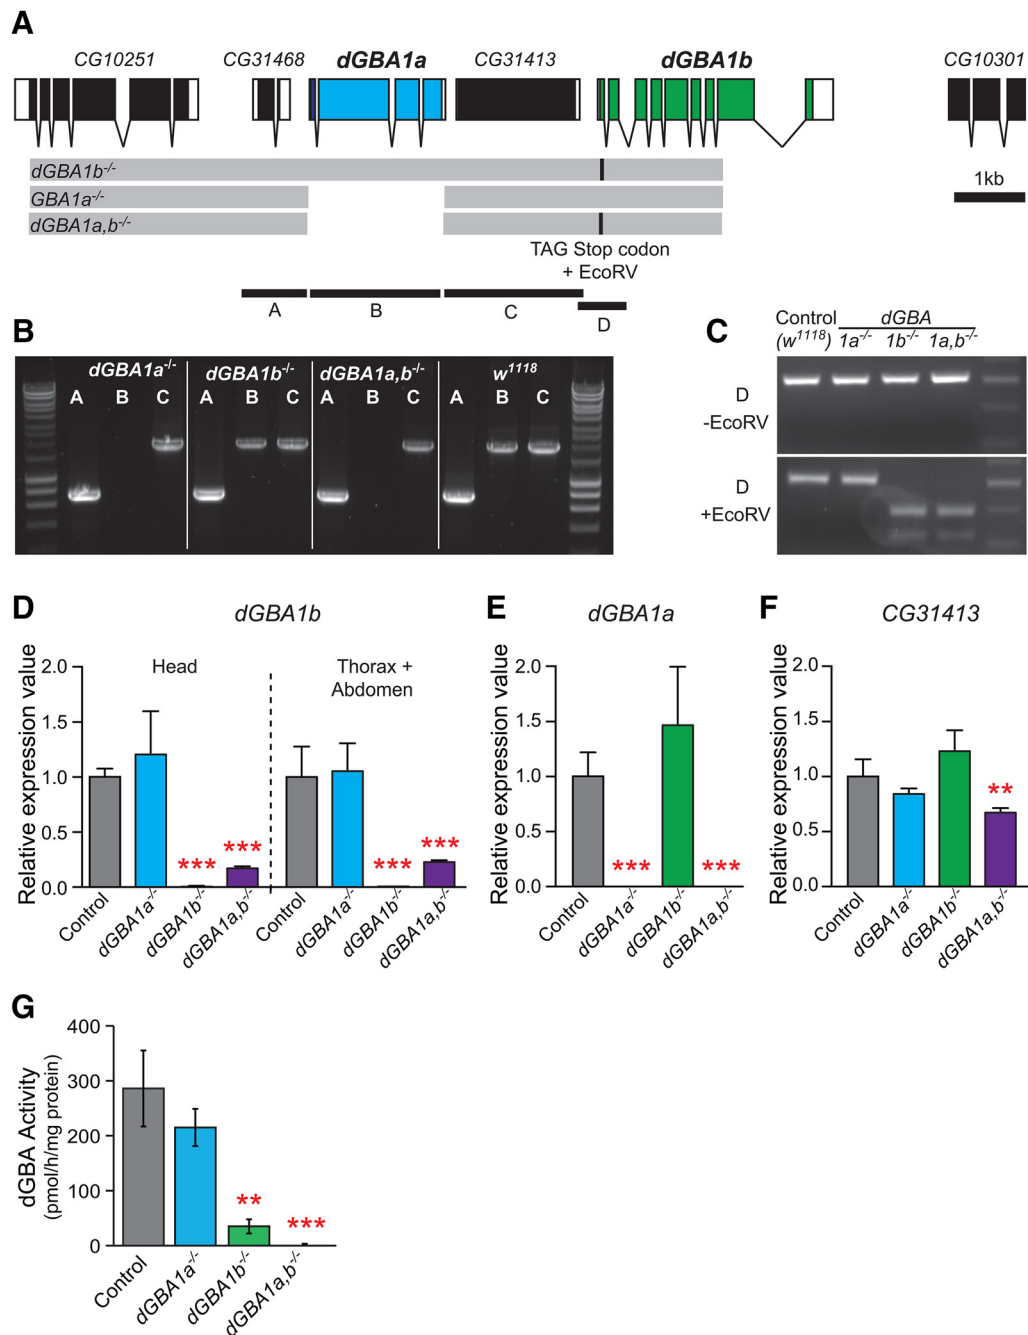 A
CG10251 CG31468 dGBA1a CG31413 dGBA1b CG10301
dGBA1b-/-
GBA1a-/-
dGBA1a,b-/-
1kb
TAG Stop codon
+ EcoRV
A B C D
B
dGBA1a-/- dGBA1b-/- dGBA1a,b-/- w1118
A B C A B C A B C A B C
C
Control dGBA
(w1118) 1a-/- 1b-/- 1a,b-/-
D
-EcoRV
D
+EcoRV
D
dGBA1b
Relative expression value
2.0
1.5
1.0
0.5
0.0
Head
Thorax +
Abdomen
*** *** *** ***
Control dGBA1a-/- dGBA1b-/- dGBA1a,b-/- Control dGBA1a-/- dGBA1b-/- dGBA1a,b-/-
E
dGBA1a
Relative expression value
2.0
1.5
1.0
0.5
0.0
*** ***
Control dGBA1a-/- dGBA1b-/- dGBA1a,b-/-
F
CG31413
Relative expression value
2.0
1.5
1.0
0.5
0.0
**
Control dGBA1a-/- dGBA1b-/- dGBA1a,b-/-
G
dGBA Activity
(pmol/h/mg protein)
400
300
200
100
0
** ***
Control dGBA1a-/- dGBA1b-/- dGBA1a,b-/-